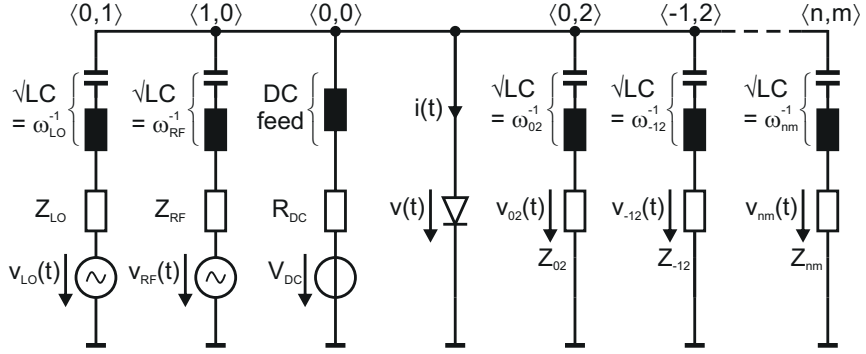 ⟨0,1⟩ ⟨1,0⟩ ⟨0,0⟩ ⟨0,2⟩ ⟨-1,2⟩ ⟨n,m⟩
√LC = ω_LO^-1
√LC = ω_RF^-1
DC feed
i(t)
√LC = ω_02^-1
√LC = ω_-12^-1
√LC = ω_nm^-1
Z_LO
Z_RF
R_DC
v(t)
v_02(t)
v_-12(t)
v_nm(t)
Z_02
Z_-12
Z_nm
v_LO(t)
v_RF(t)
V_DC